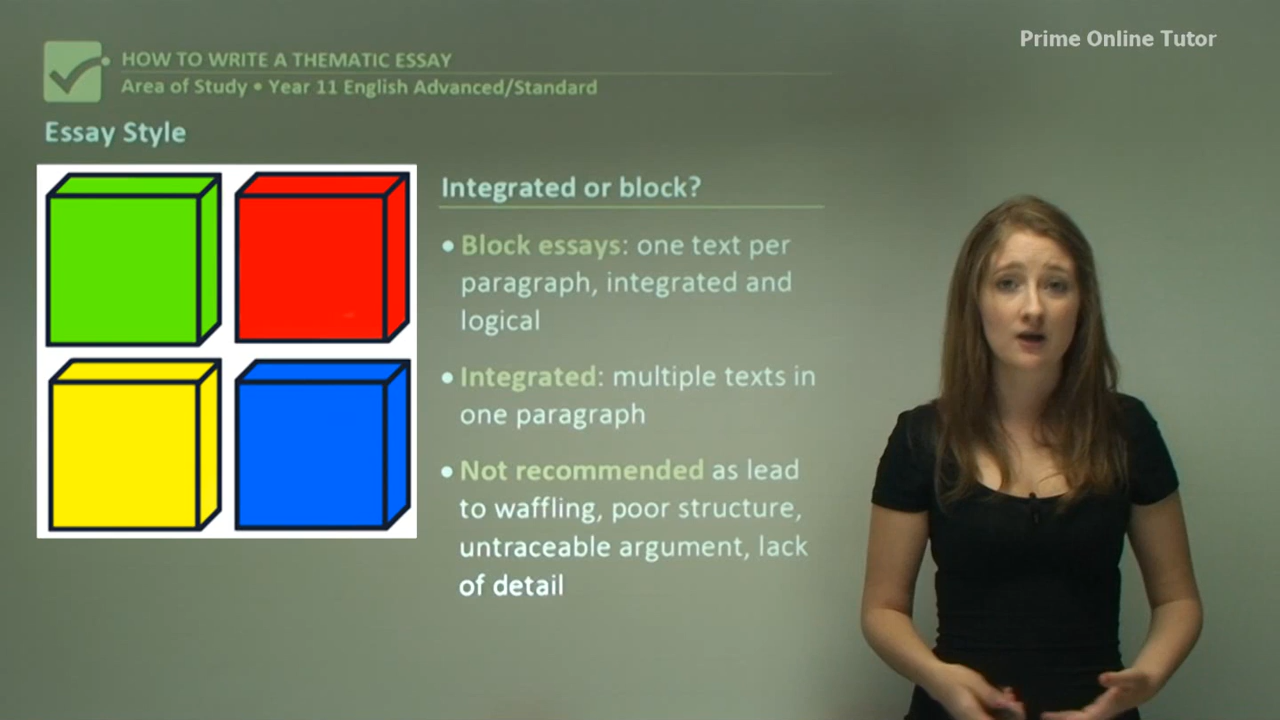 Prime Online Tutor
HOW TO WRITE A THEMATIC ESSAY
Area of Study • Year 11 English Advanced/Standard
Essay Style
Integrated or block?
• Block essays: one text per
paragraph, integrated and
logical
• Integrated: multiple texts in
one paragraph
• Not recommended as lead
to waffling, poor structure,
untraceable argument, lack
of detail